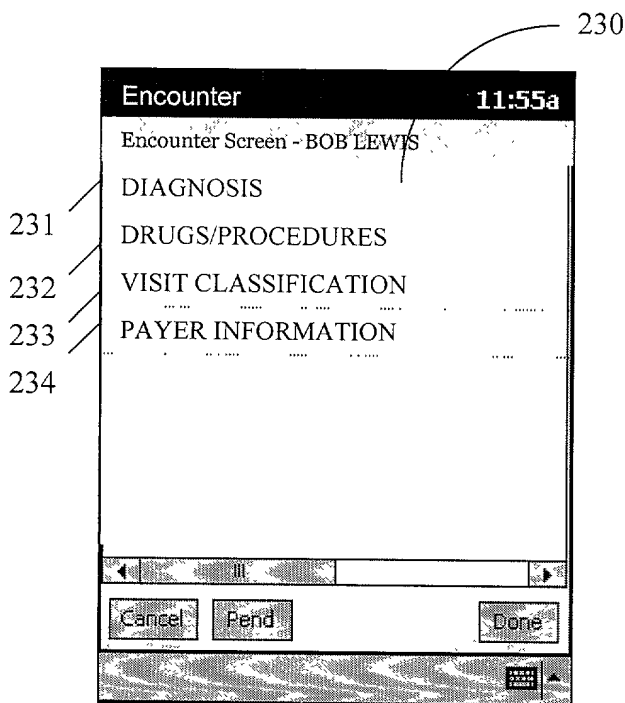 230
Encounter 11:55a
Encounter Screen - BOB LEWIS
DIAGNOSIS
231
DRUGS/PROCEDURES
232
VISIT CLASSIFICATION
233
PAYER INFORMATION
234
Cancel Pend Done